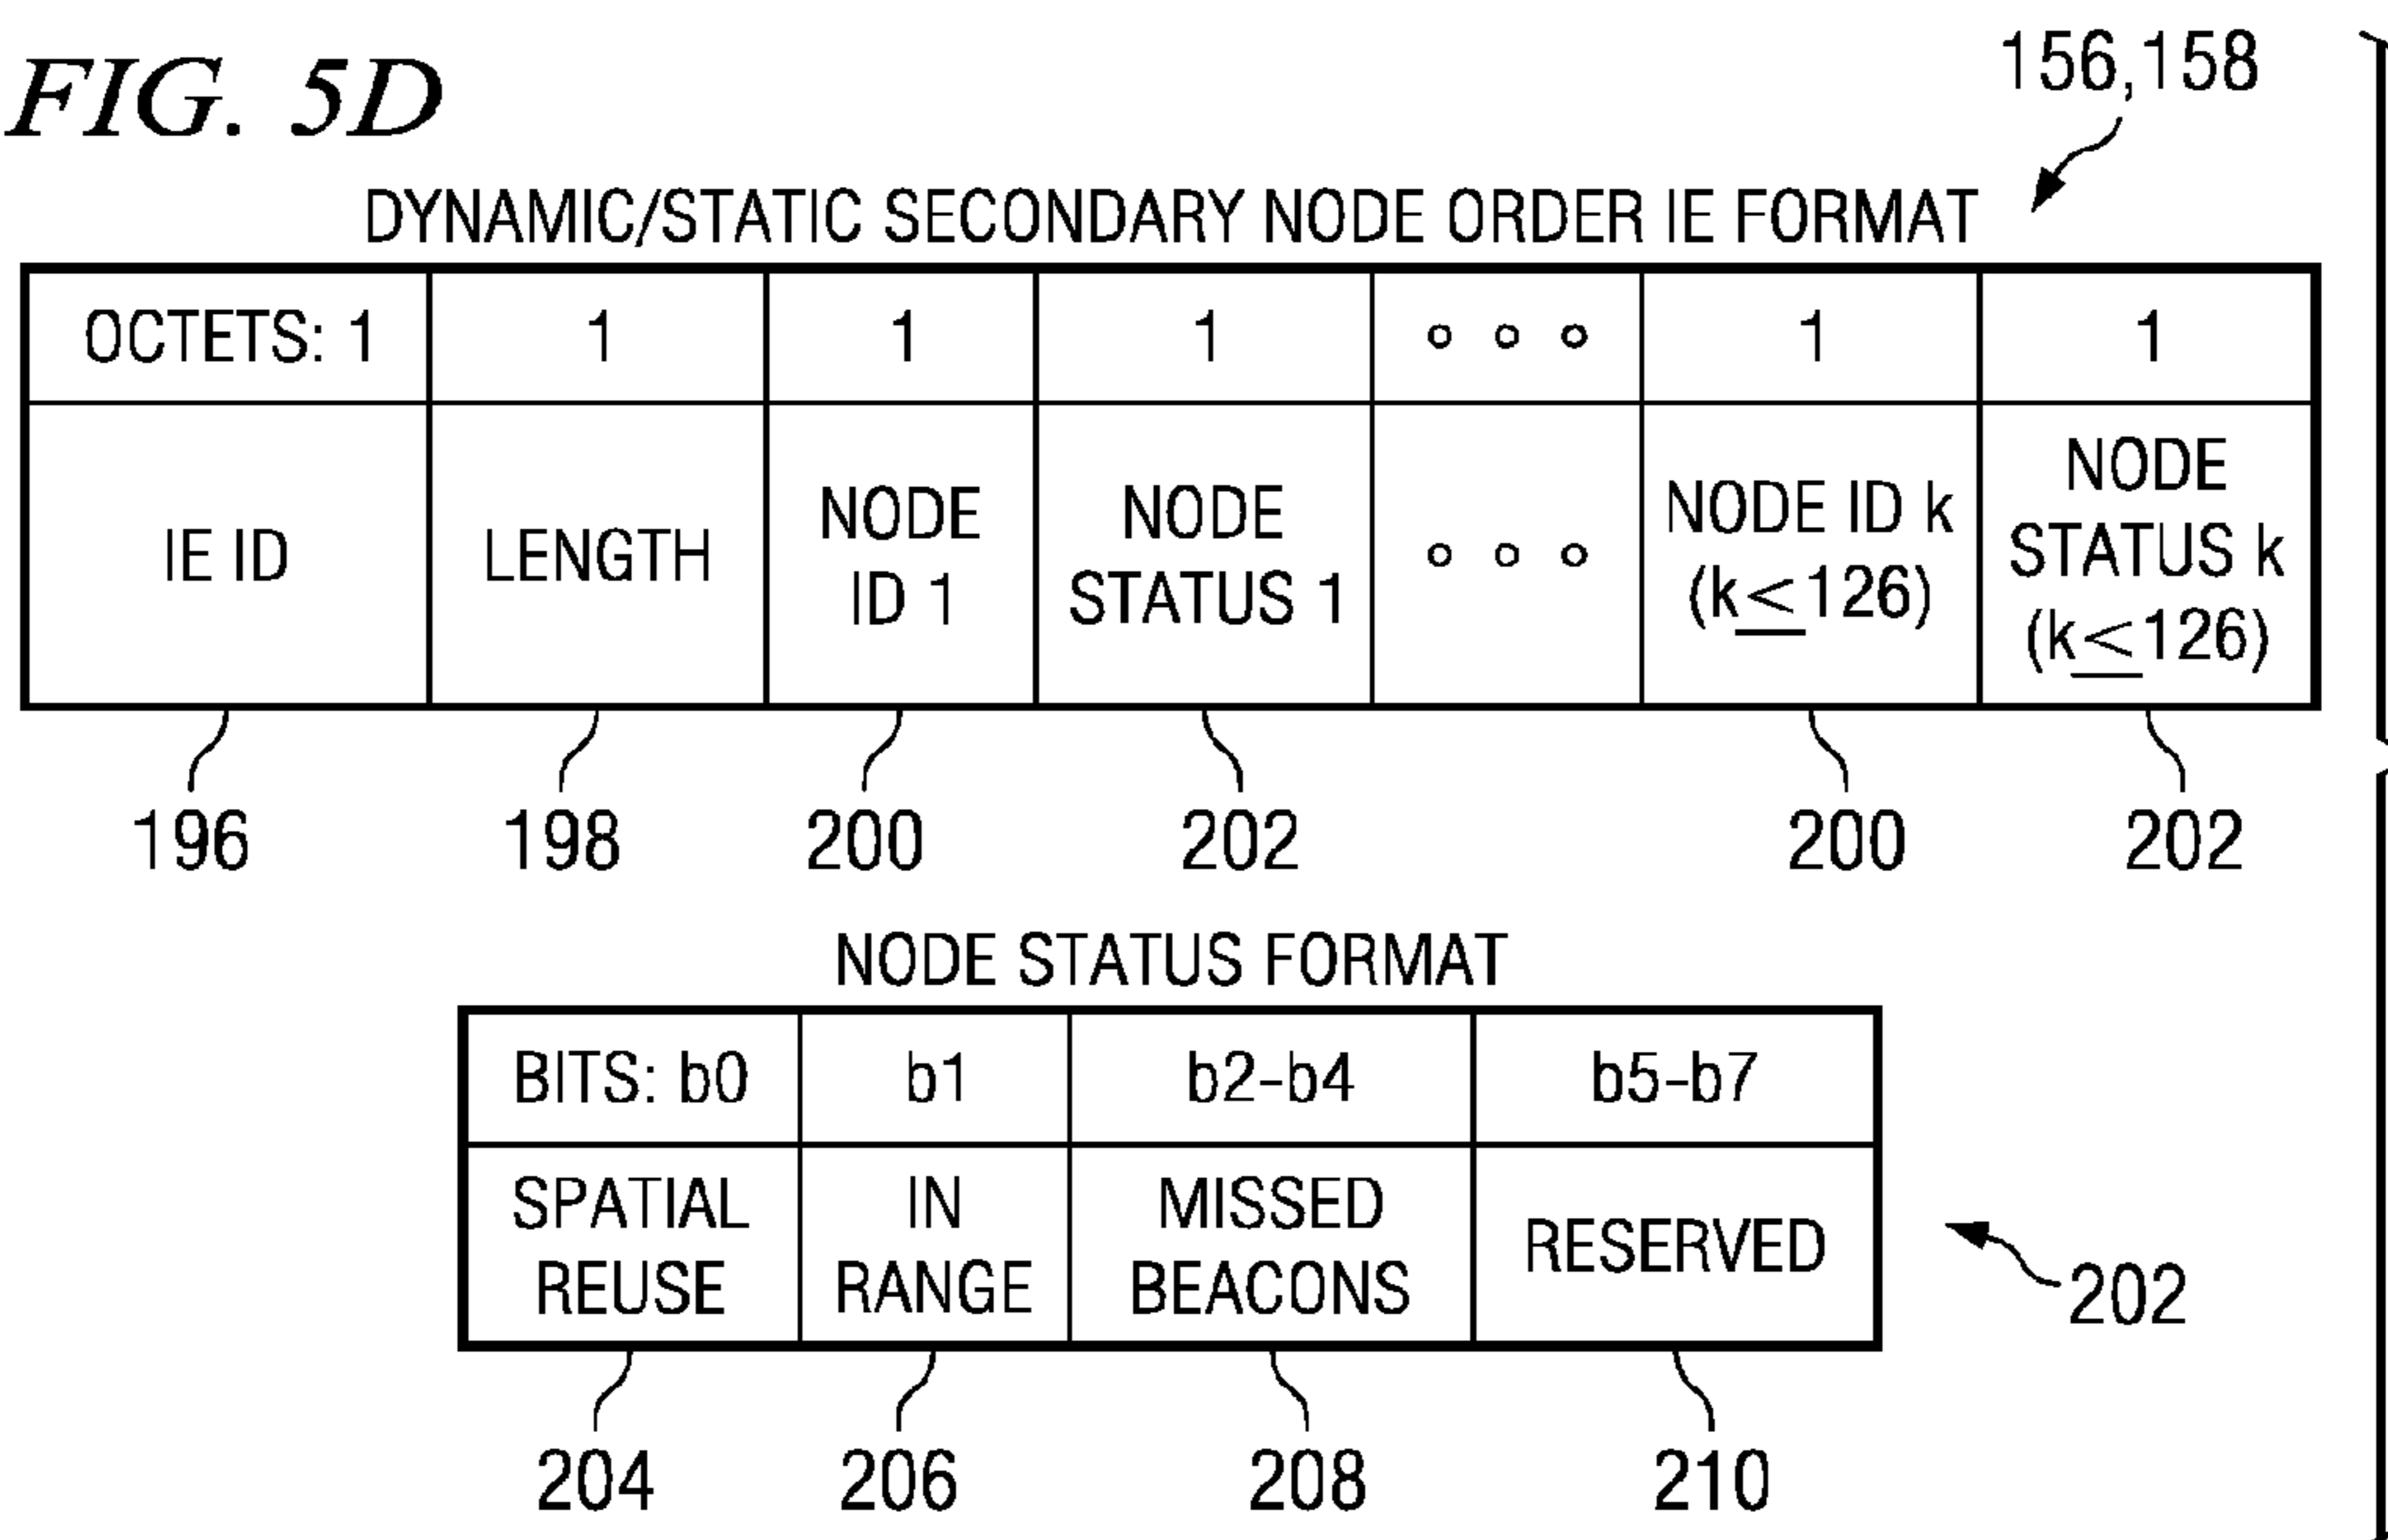 FIG. 5D
156,158
DYNAMIC/STATIC SECONDARY NODE ORDER IE FORMAT
OCTETS: 1 1 1 1 ∘ ∘ ∘ 1 1
IE ID
LENGTH
NODE
ID 1
NODE
STATUS 1
∘ ∘ ∘
NODE ID k
(k≤126)
NODE
STATUS k
(k≤126)
196 198 200 202 200 202
NODE STATUS FORMAT
BITS: b0 b1 b2-b4 b5-b7
SPATIAL
REUSE
IN
RANGE
MISSED
BEACONS
RESERVED
202
204 206 208 210